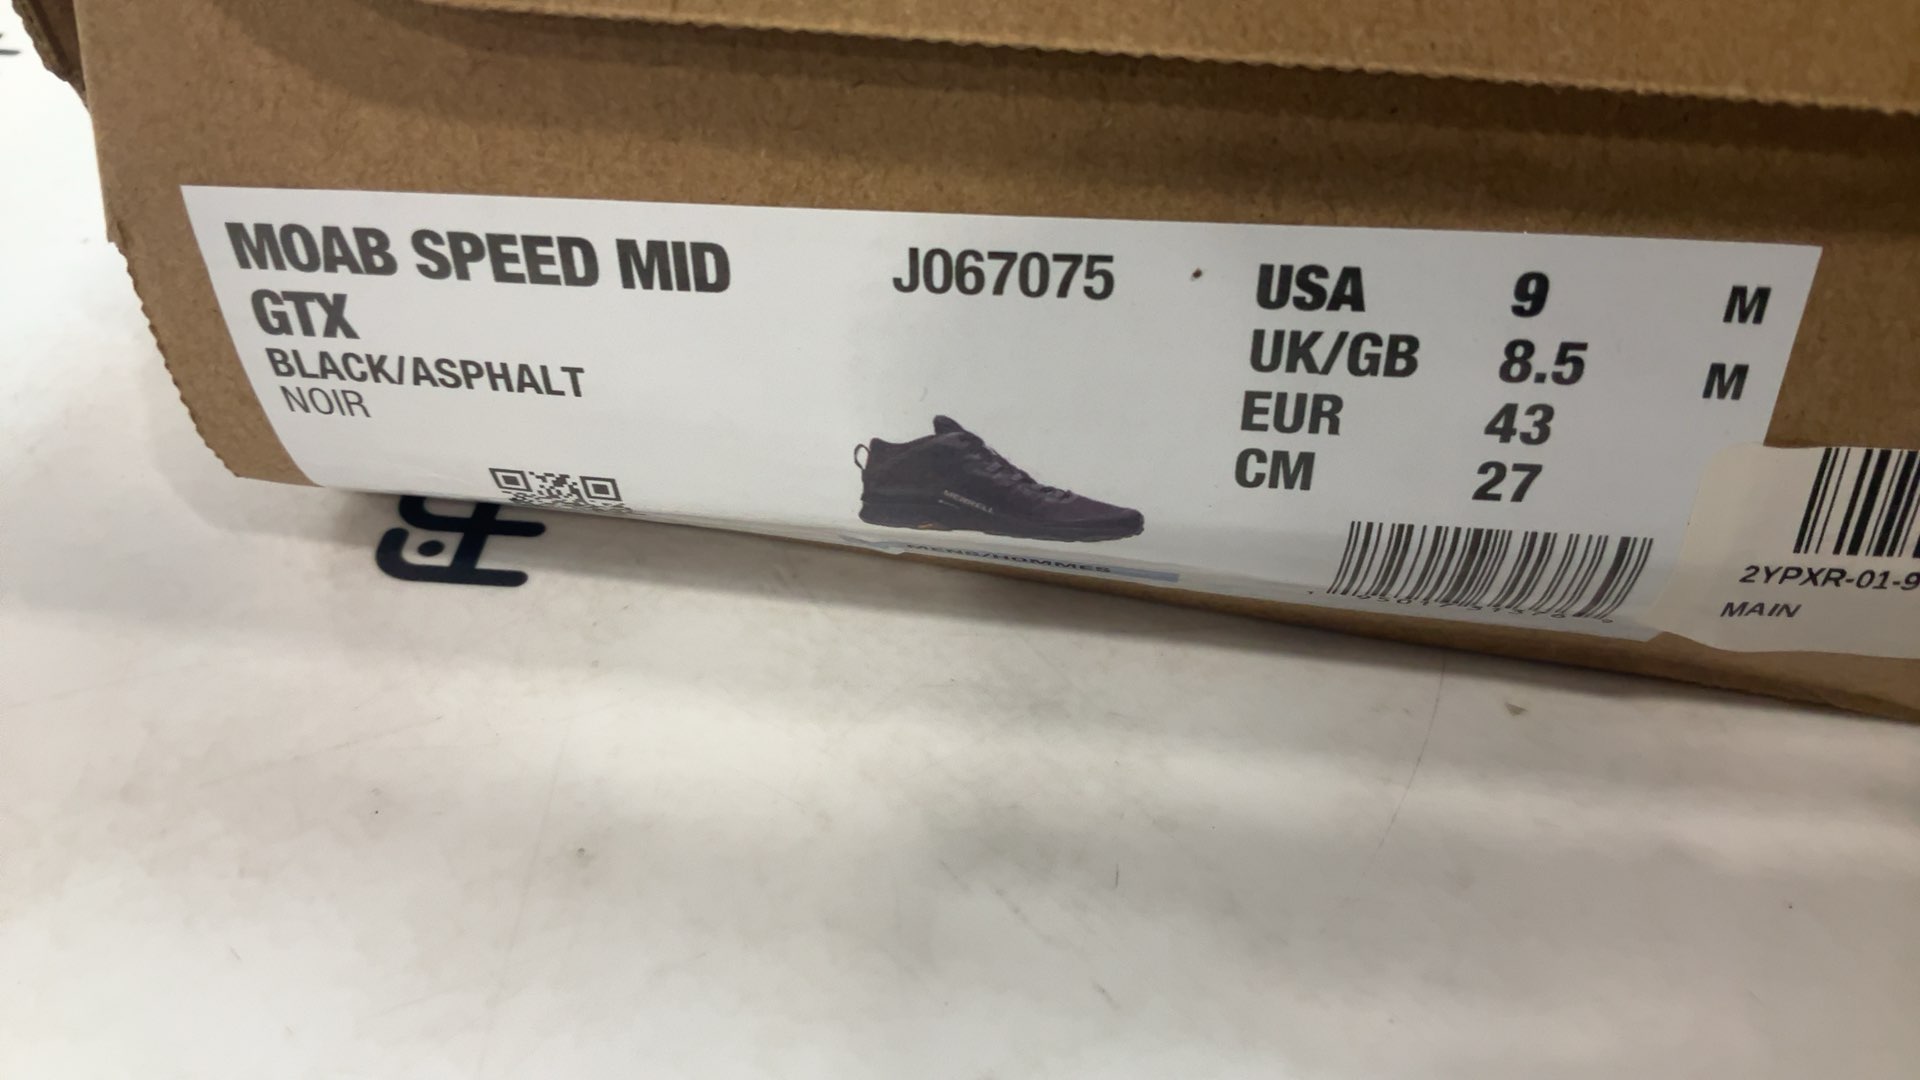 MOAB SPEED MID
GTX
BLACK/ASPHALT
NOIR
J067075
USA 9 M
UK/GB 8.5 M
EUR 43
CM 27
MERRELL
MENS/HOMMES
2YPXR-01-9
MAIN